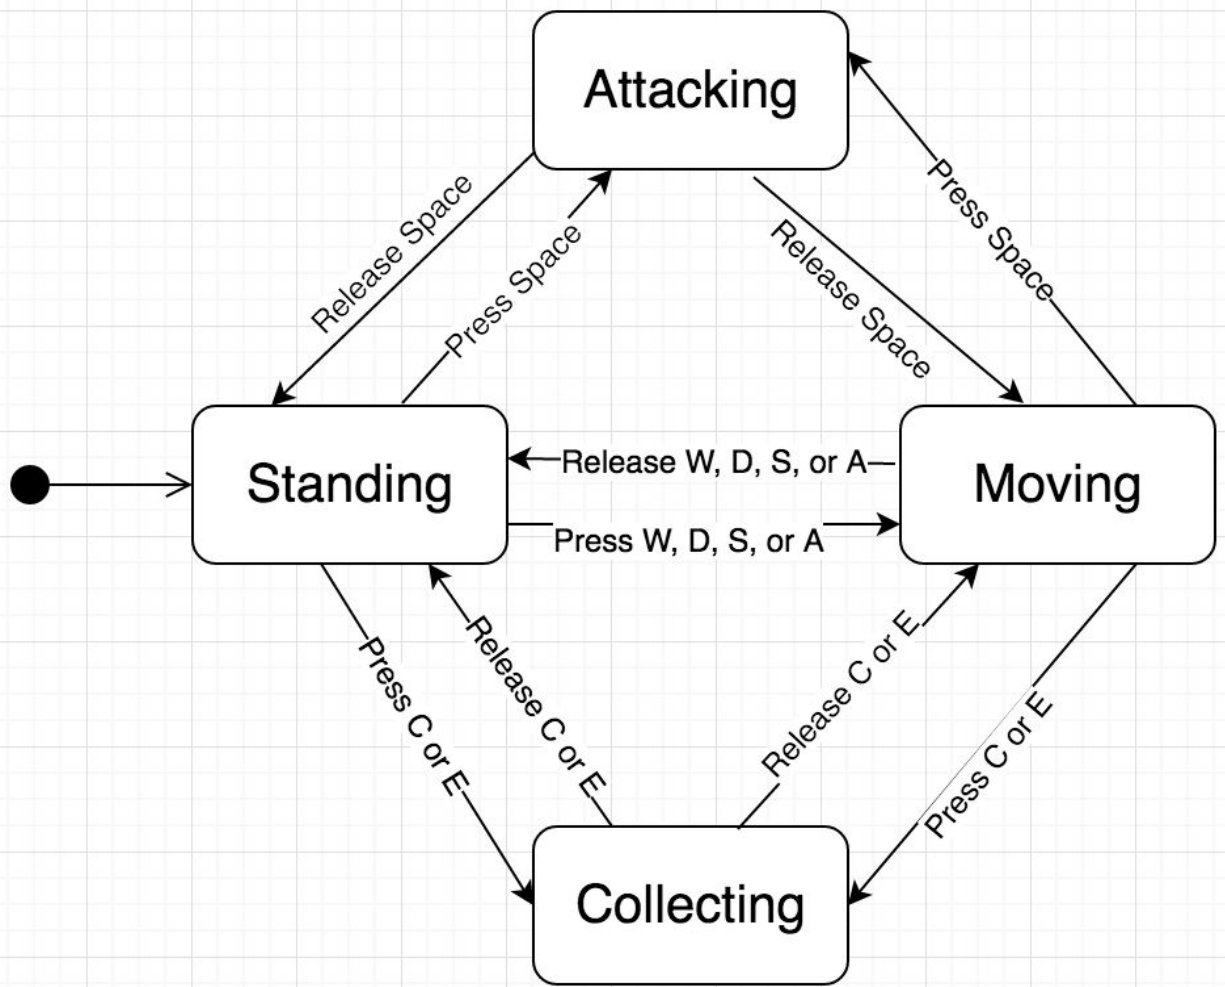 Attacking
Release Space
Press Space
Release Space
Press Space
Standing
Release W, D, S, or A
Press W, D, S, or A
Moving
Press C or E
Release C or E
Release C or E
Press C or E
Collecting